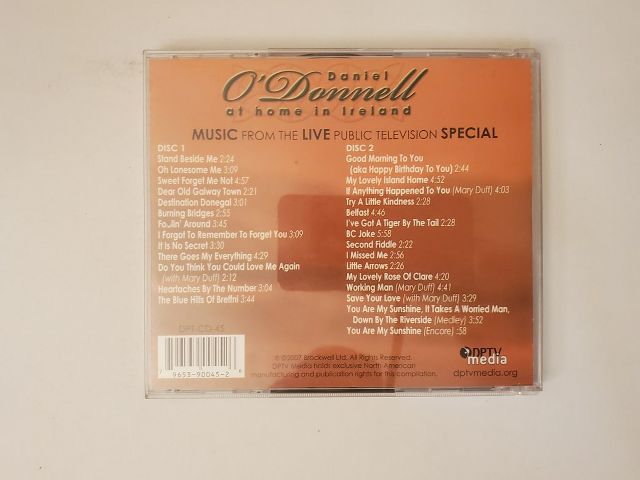 Daniel
O'Donnell
at home in Ireland
MUSIC FROM THE LIVE PUBLIC TELEVISION SPECIAL
DISC 1
Stand Beside Me 2:24
Oh Lonesome Me 3:09
Sweet Forget Me Not 4:57
Dear Old Galway Town 2:21
Destination Donegal 3:01
Burning Bridges 2:55
Foolin' Around 3:45
I Forgot To Remember To Forget You 3:09
It Is No Secret 3:30
There Goes My Everything 4:29
Do You Think You Could Love Me Again
(with Mary Duff) 2:12
Heartaches By The Number 3:04
The Blue Hills Of Breffni 3:44
DISC 2
Good Morning To You
(aka Happy Birthday To You) 2:44
My Lovely Island Home 4:52
If Anything Happened To You (Mary Duff) 4:03
Try A Little Kindness 2:28
Belfast 4:46
I've Got A Tiger By The Tail 2:28
BC Joke 5:58
Second Fiddle 2:22
I Missed Me 2:56
Little Arrows 2:26
My Lovely Rose Of Clare 4:20
Working Man (Mary Duff) 4:41
Save Your Love (with Mary Duff) 3:29
You Are My Sunshine, It Takes A Worried Man,
Down By The Riverside (Medley) 3:52
You Are My Sunshine (Encore) :58
DPT-CD-45
7 96539 00045 2 8
©2007 Brockwell Ltd. All Rights Reserved.
DPTV Media holds exclusive North American
manufacturing and publication rights for this compilation.
DPTV
media
dptvmedia.org